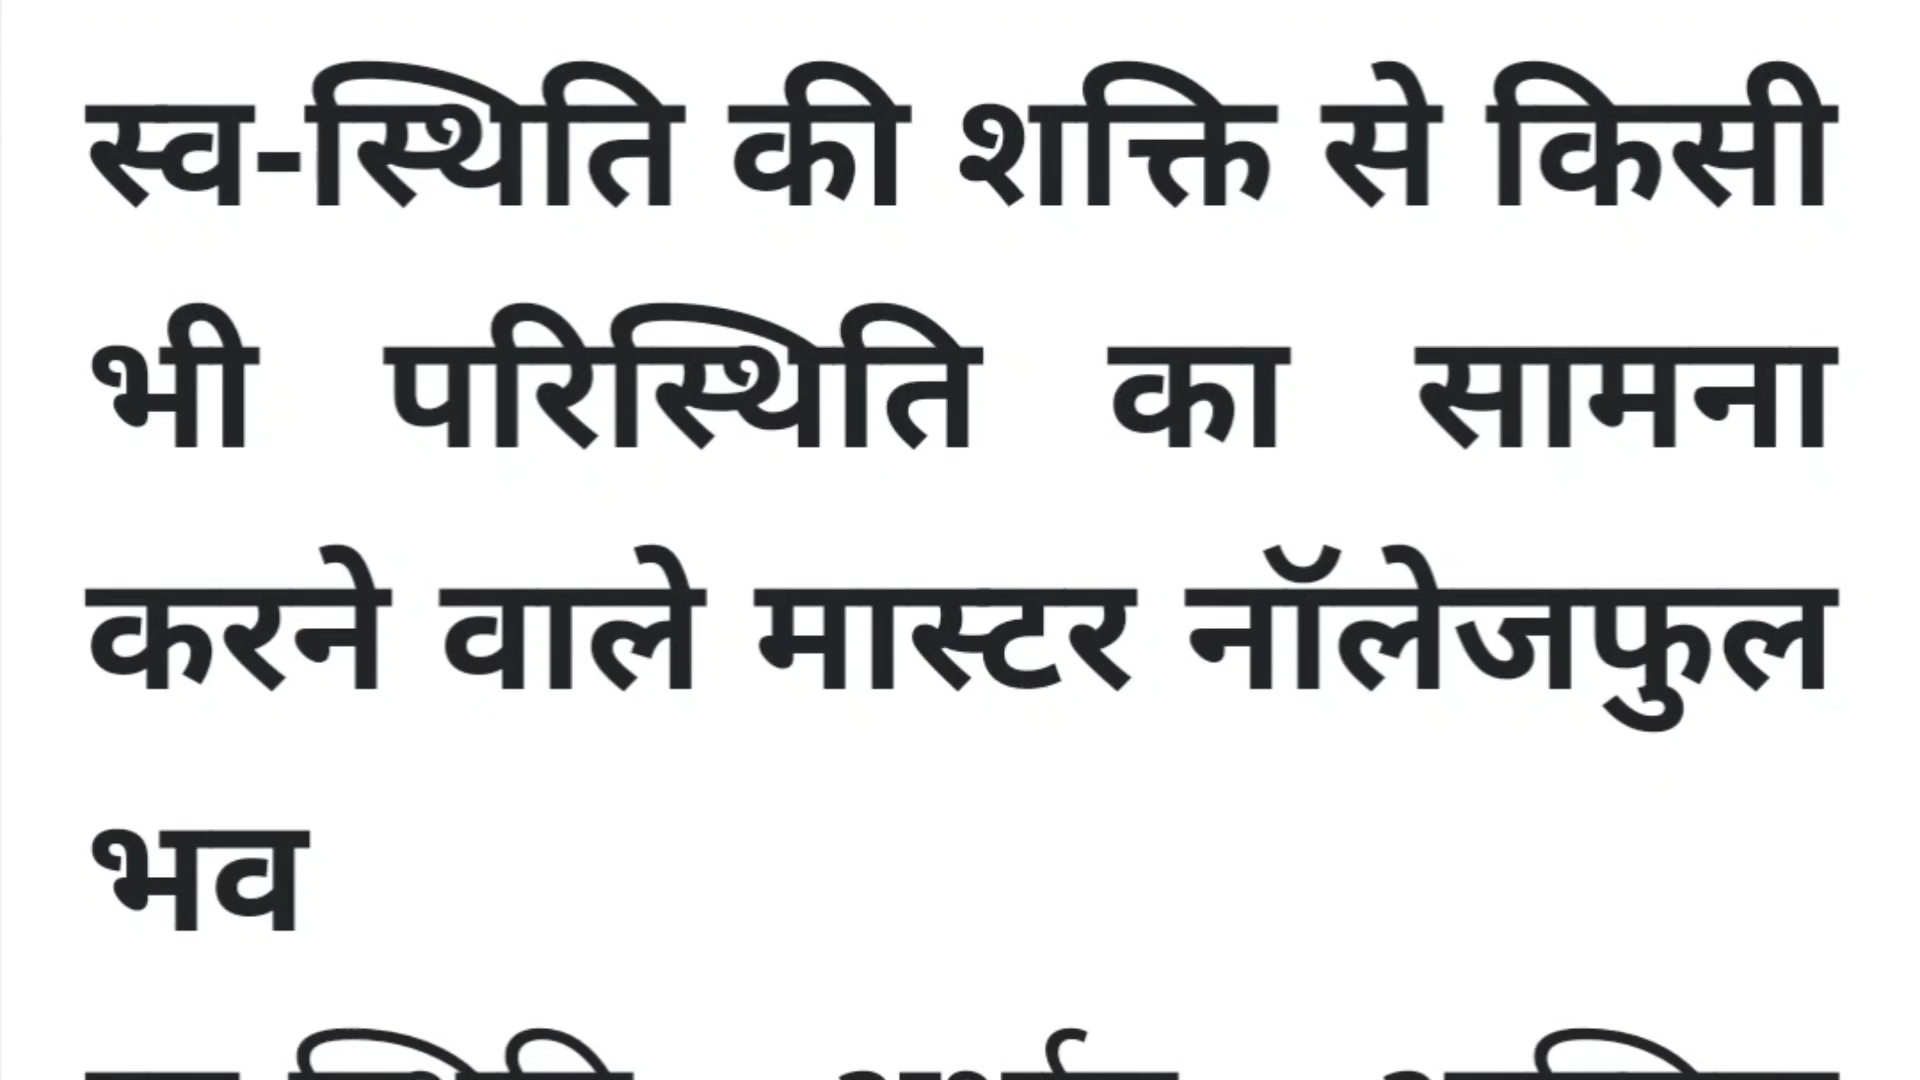 स्व-स्थिति की शक्ति से किसी
भी परिस्थिति का सामना
करने वाले मास्टर नॉलेजफुल
भव